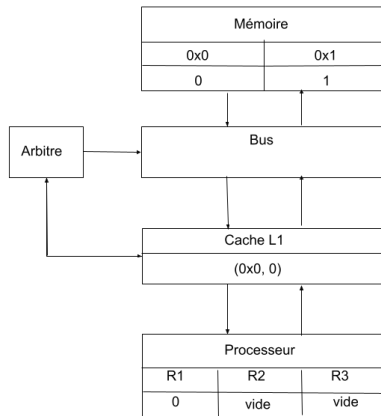 Mémoire
0x0 0x1
0 1
Bus
Arbitre
Cache L1
(0x0, 0)
Processeur
R1 R2 R3
0 vide vide